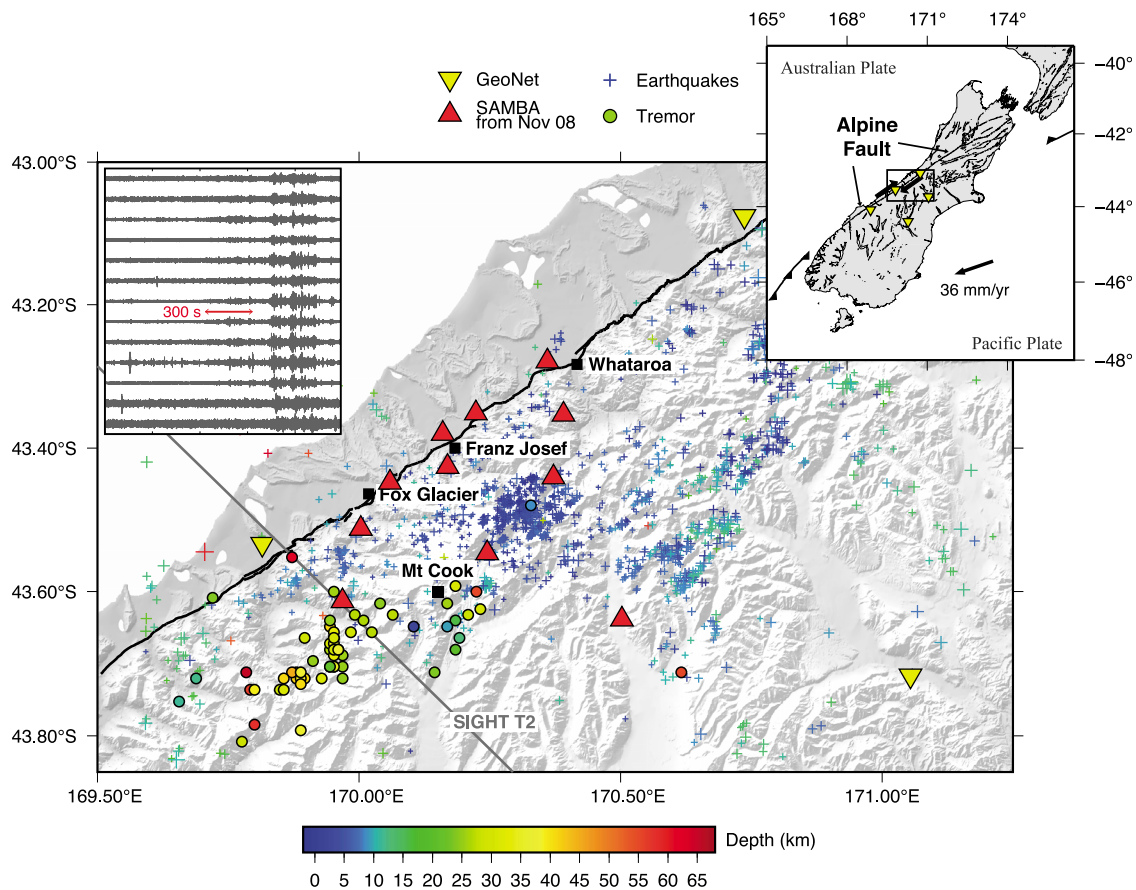 165° 168° 171° 174°
GeoNet
SAMBA
from Nov 08
Earthquakes
Tremor
Australian Plate
Alpine
Fault
36 mm/yr
Pacific Plate
−40°
−42°
−44°
−46°
−48°
43.00°S
43.20°S
43.40°S
43.60°S
43.80°S
300 s
Whataroa
Franz Josef
Fox Glacier
Mt Cook
SIGHT T2
169.50°E 170.00°E 170.50°E 171.00°E
Depth (km)
0 5 10 15 20 25 30 35 40 45 50 55 60 65